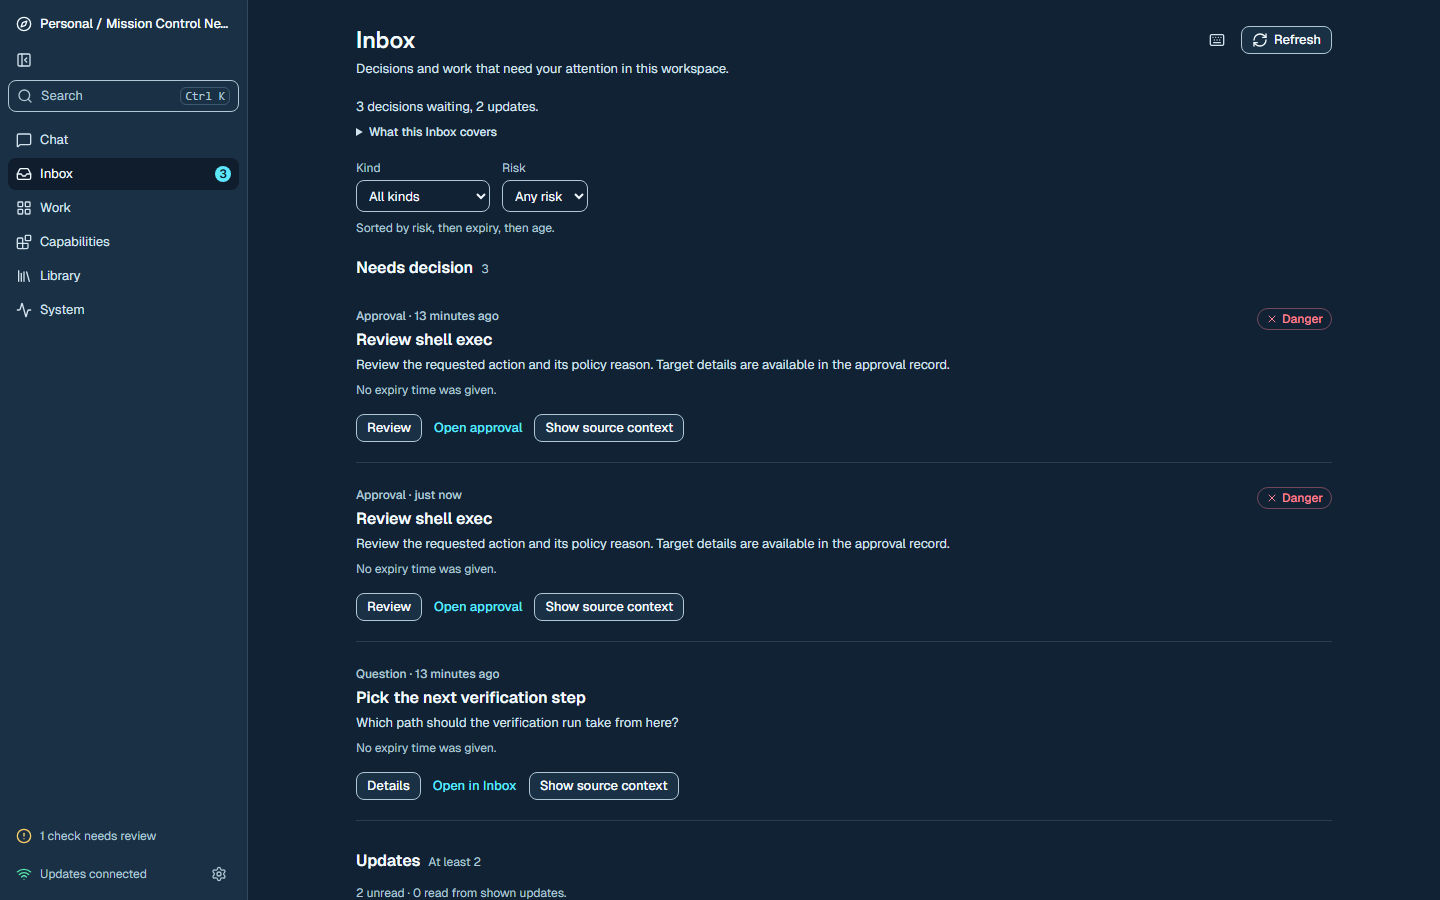 Personal / Mission Control Ne...
Search Ctrl K
Chat
Inbox 3
Work
Capabilities
Library
System
1 check needs review
Updates connected
Inbox
Refresh
Decisions and work that need your attention in this workspace.
3 decisions waiting, 2 updates.
What this Inbox covers
Kind Risk
All kinds Any risk
Sorted by risk, then expiry, then age.
Needs decision 3
Approval · 13 minutes ago
Danger
Review shell exec
Review the requested action and its policy reason. Target details are available in the approval record.
No expiry time was given.
Review Open approval Show source context
Approval · just now
Danger
Review shell exec
Review the requested action and its policy reason. Target details are available in the approval record.
No expiry time was given.
Review Open approval Show source context
Question · 13 minutes ago
Pick the next verification step
Which path should the verification run take from here?
No expiry time was given.
Details Open in Inbox Show source context
Updates At least 2
2 unread · 0 read from shown updates.